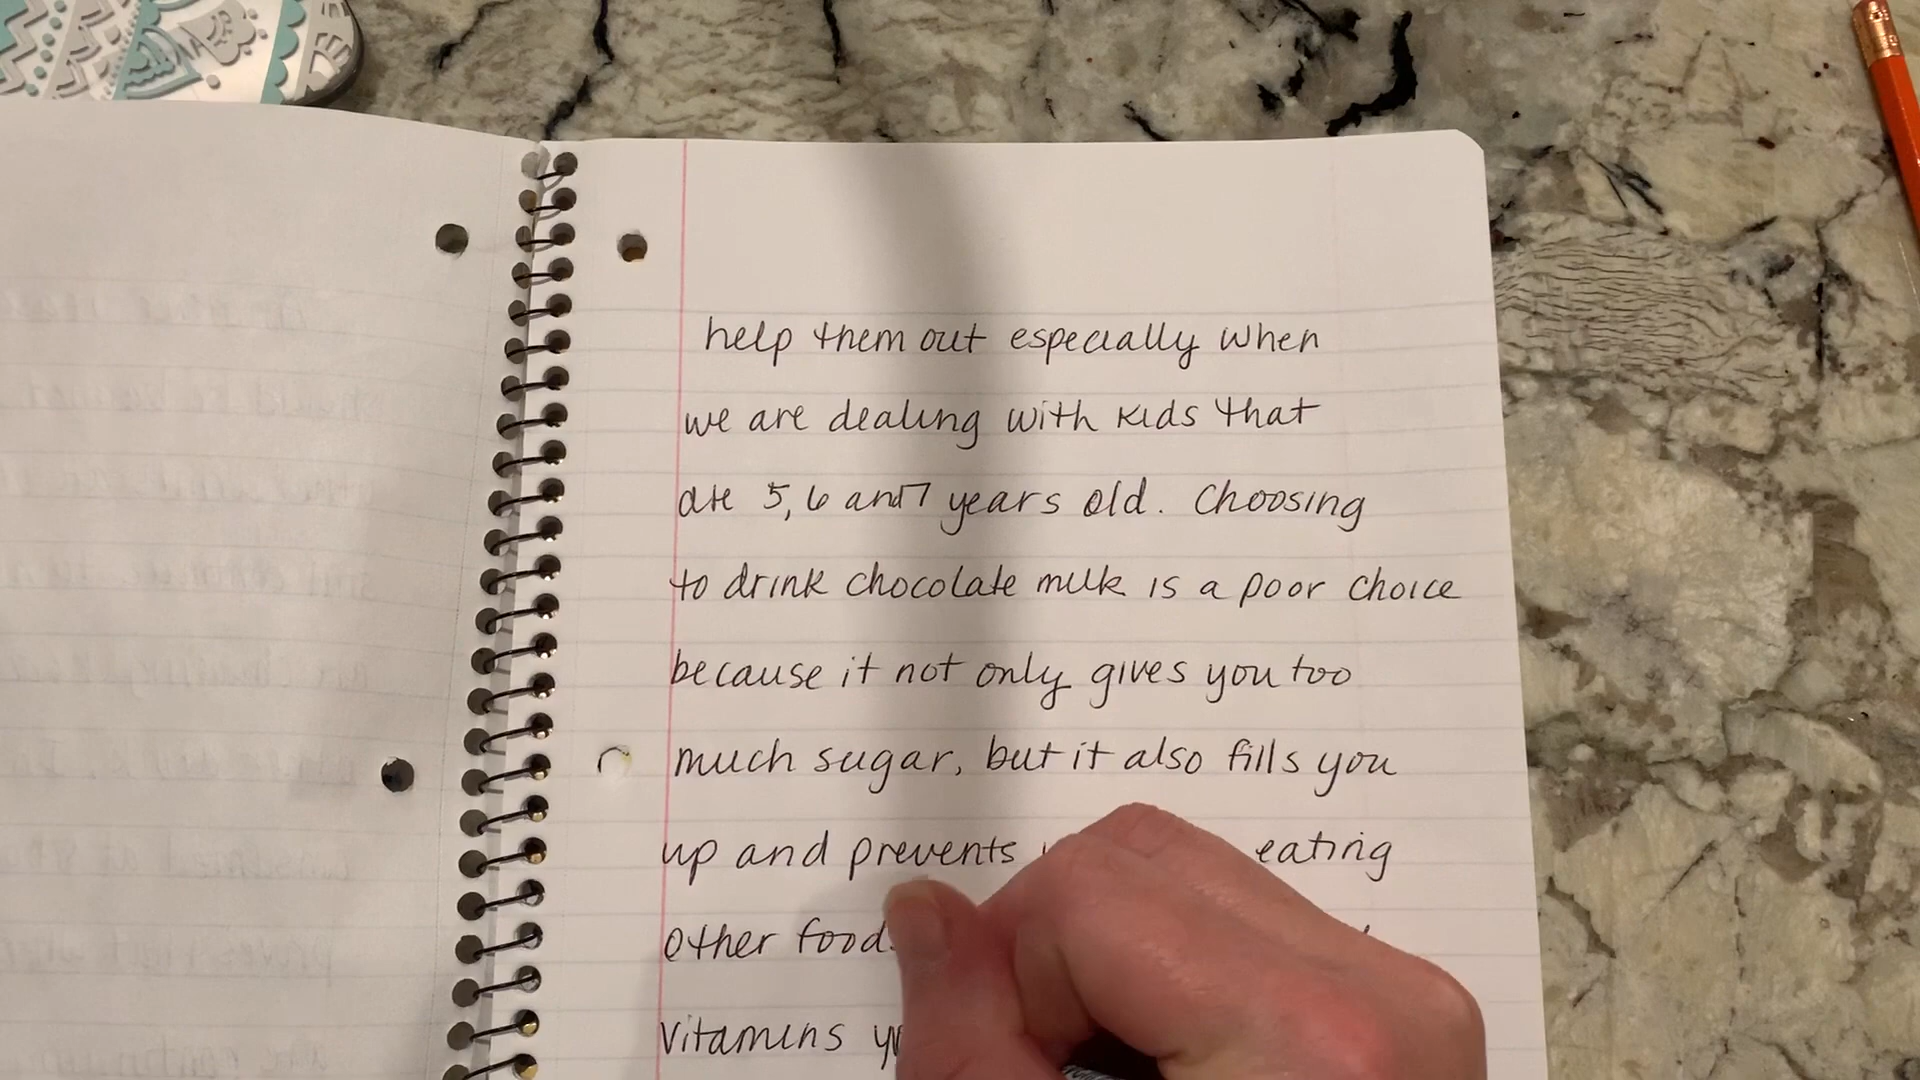 help them out especially when
we are dealing with kids that
are 5, 6 and 7 years old. Choosing
to drink chocolate milk is a poor choice
because it not only gives you too
much sugar, but it also fills you
up and prevents eating
other foods
vitamins